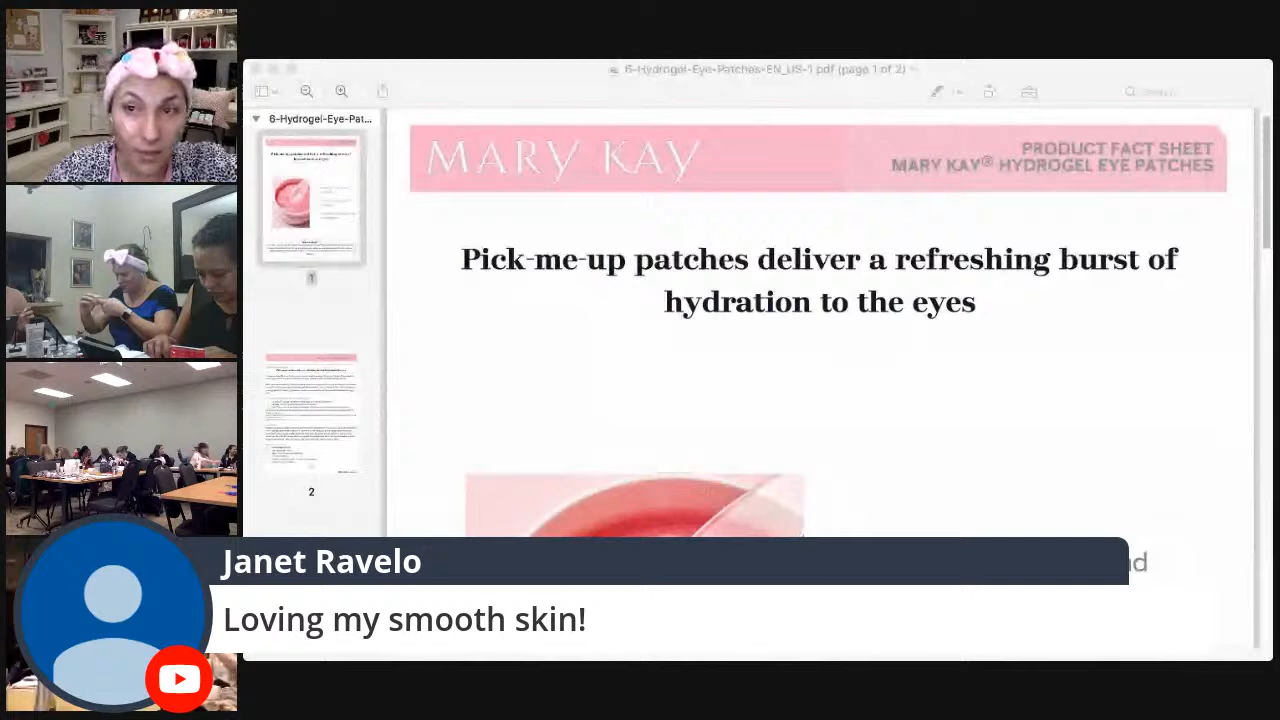 6-Hydrogel-Eye-Patches-EN_US-1.pdf (page 1 of 2)
6-Hydrogel-Eye-Pat...
MARY KAY
PRODUCT FACT SHEET
MARY KAY® HYDROGEL EYE PATCHES
Pick-me-up patches deliver a refreshing burst of
hydration to the eyes
1
2
Janet Ravelo
Loving my smooth skin!